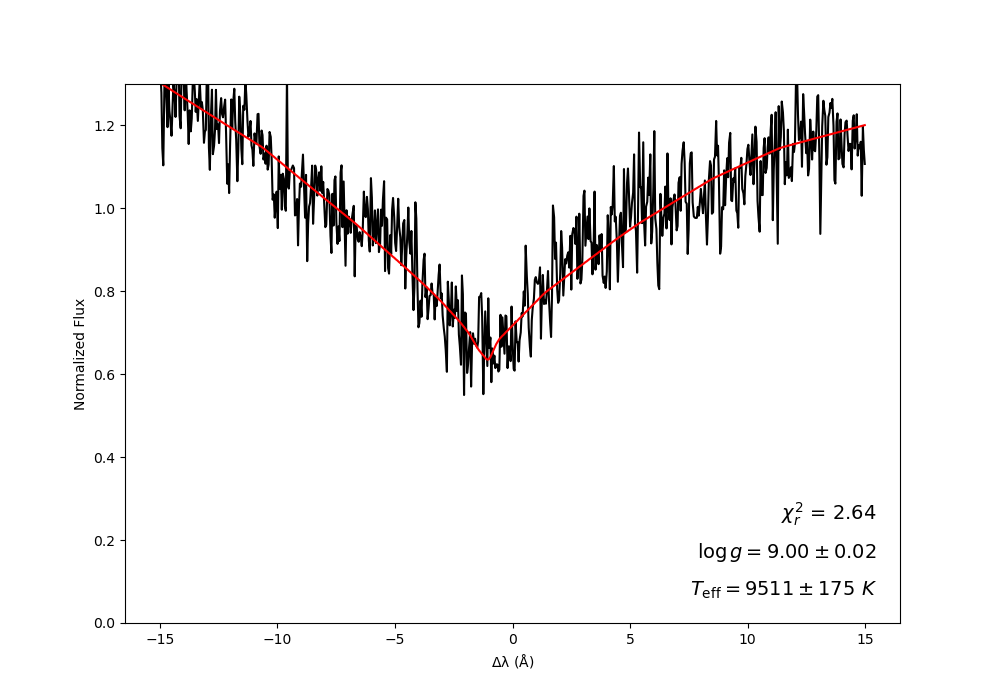 1.2
1.0
0.8
0.6
0.4
0.2
0.0
Normalized Flux
χ²ᵣ = 2.64
log g = 9.00 ± 0.02
T_eff = 9511 ± 175 K
−15
−10
−5
0
5
10
15
Δλ (Å)